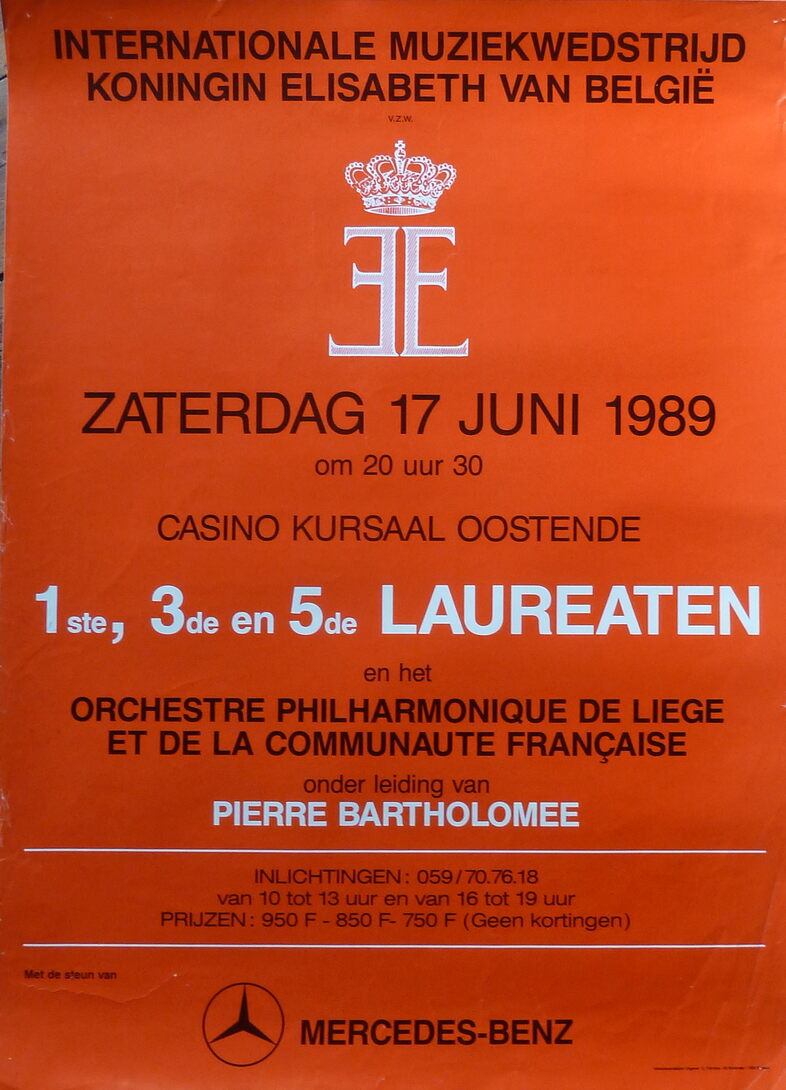 INTERNATIONALE MUZIEKWEDSTRIJD
KONINGIN ELISABETH VAN BELGIË
v.z.w.
ZATERDAG 17 JUNI 1989
om 20 uur 30
CASINO KURSAAL OOSTENDE
1ste, 3de en 5de LAUREATEN
en het
ORCHESTRE PHILHARMONIQUE DE LIEGE
ET DE LA COMMUNAUTE FRANÇAISE
onder leiding van
PIERRE BARTHOLOMEE
INLICHTINGEN: 059/70.76.18
van 10 tot 13 uur en van 16 tot 19 uur
PRIJZEN: 950 F - 850 F- 750 F (Geen kortingen)
Met de steun van
MERCEDES-BENZ